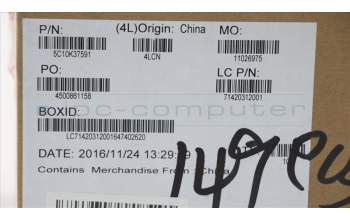 P/N: (4L)Origin: China MO:
5C10K37591 4LCN 11026975
PO: LC P/N:
4500861158 71420312001
BOXID:
LC71420312001647402620
DATE: 2016/11/24 13:29:
Contains Merchandise From: China